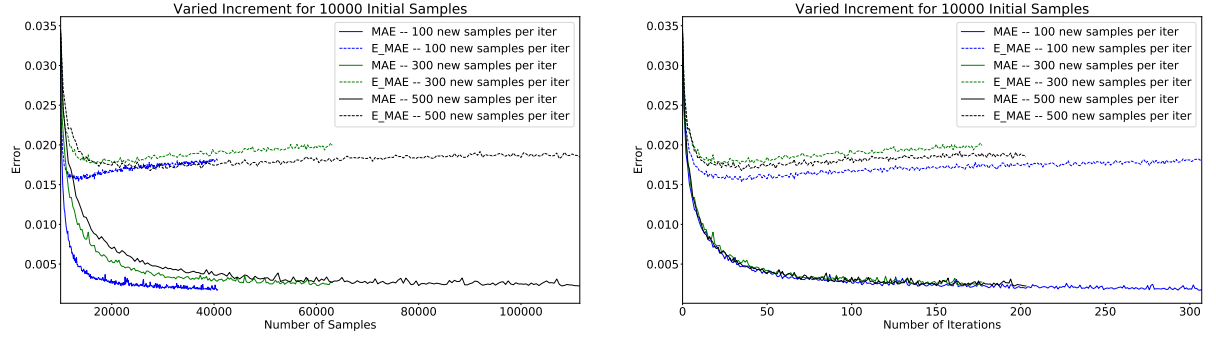 Varied Increment for 10000 Initial Samples
0.035
0.030
0.025
0.020
0.015
0.010
0.005
Error
MAE -- 100 new samples per iter
E_MAE -- 100 new samples per iter
MAE -- 300 new samples per iter
E_MAE -- 300 new samples per iter
MAE -- 500 new samples per iter
E_MAE -- 500 new samples per iter
20000 40000 60000 80000 100000
Number of Samples
Varied Increment for 10000 Initial Samples
0.035
0.030
0.025
0.020
0.015
0.010
0.005
Error
MAE -- 100 new samples per iter
E_MAE -- 100 new samples per iter
MAE -- 300 new samples per iter
E_MAE -- 300 new samples per iter
MAE -- 500 new samples per iter
E_MAE -- 500 new samples per iter
0 50 100 150 200 250 300
Number of Iterations